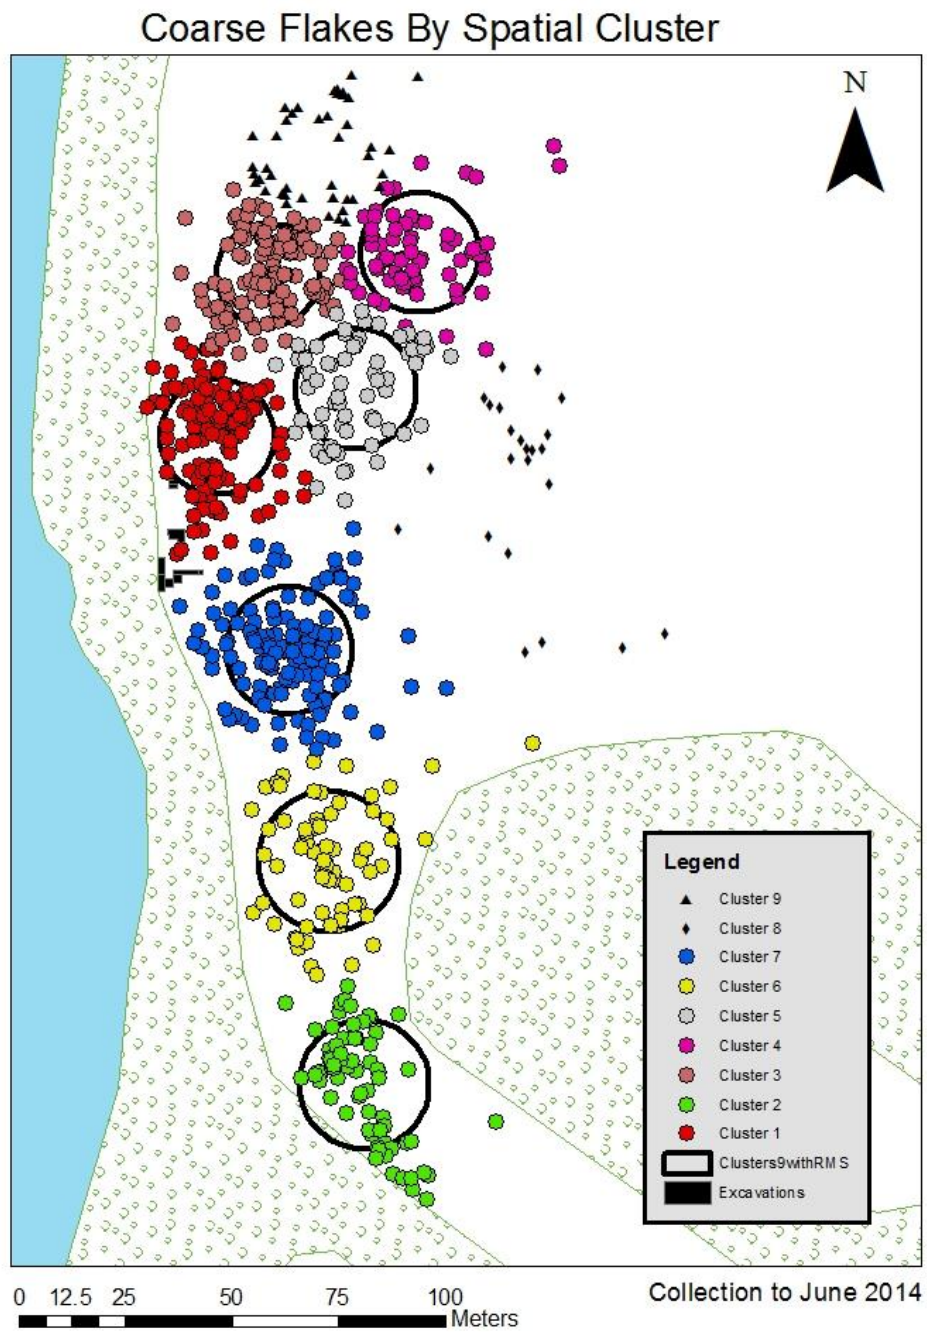 Coarse Flakes By Spatial Cluster
N
Legend
Cluster 9
Cluster 8
Cluster 7
Cluster 6
Cluster 5
Cluster 4
Cluster 3
Cluster 2
Cluster 1
Clusters9withRMS
Excavations
Collection to June 2014
0 12.5 25 50 75 100
Meters